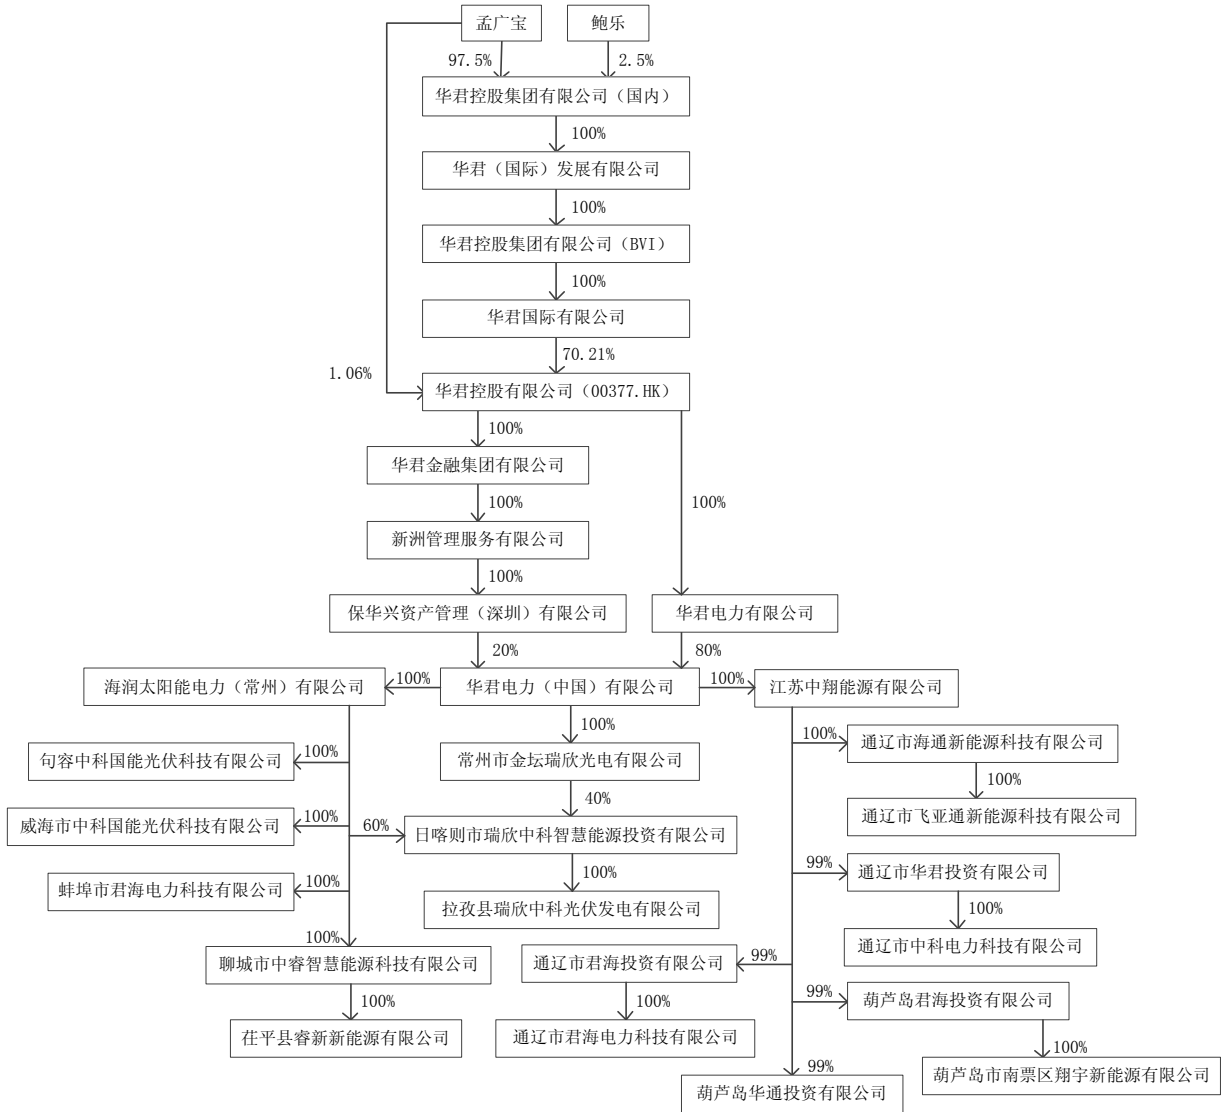 孟广宝
鲍乐
97.5%
2.5%
华君控股集团有限公司（国内）
100%
华君（国际）发展有限公司
100%
华君控股集团有限公司（BVI）
100%
华君国际有限公司
70.21%
1.06%
华君控股有限公司（00377.HK）
100%
华君金融集团有限公司
100%
100%
新洲管理服务有限公司
100%
保华兴资产管理（深圳）有限公司
华君电力有限公司
20%
80%
海润太阳能电力（常州）有限公司
100%
华君电力（中国）有限公司
100%
江苏中翔能源有限公司
100%
100%
通辽市海通新能源科技有限公司
句容中科国能光伏科技有限公司
100%
常州市金坛瑞欣光电有限公司
100%
40%
通辽市飞亚通新能源科技有限公司
威海市中科国能光伏科技有限公司
100%
60%
日喀则市瑞欣中科智慧能源投资有限公司
99%
通辽市华君投资有限公司
100%
蚌埠市君海电力科技有限公司
100%
拉孜县瑞欣中科光伏发电有限公司
100%
100%
通辽市中科电力科技有限公司
聊城市中睿智慧能源科技有限公司
通辽市君海投资有限公司
99%
100%
100%
99%
葫芦岛君海投资有限公司
茌平县睿新新能源有限公司
通辽市君海电力科技有限公司
100%
99%
葫芦岛市南票区翔宇新能源有限公司
葫芦岛华通投资有限公司